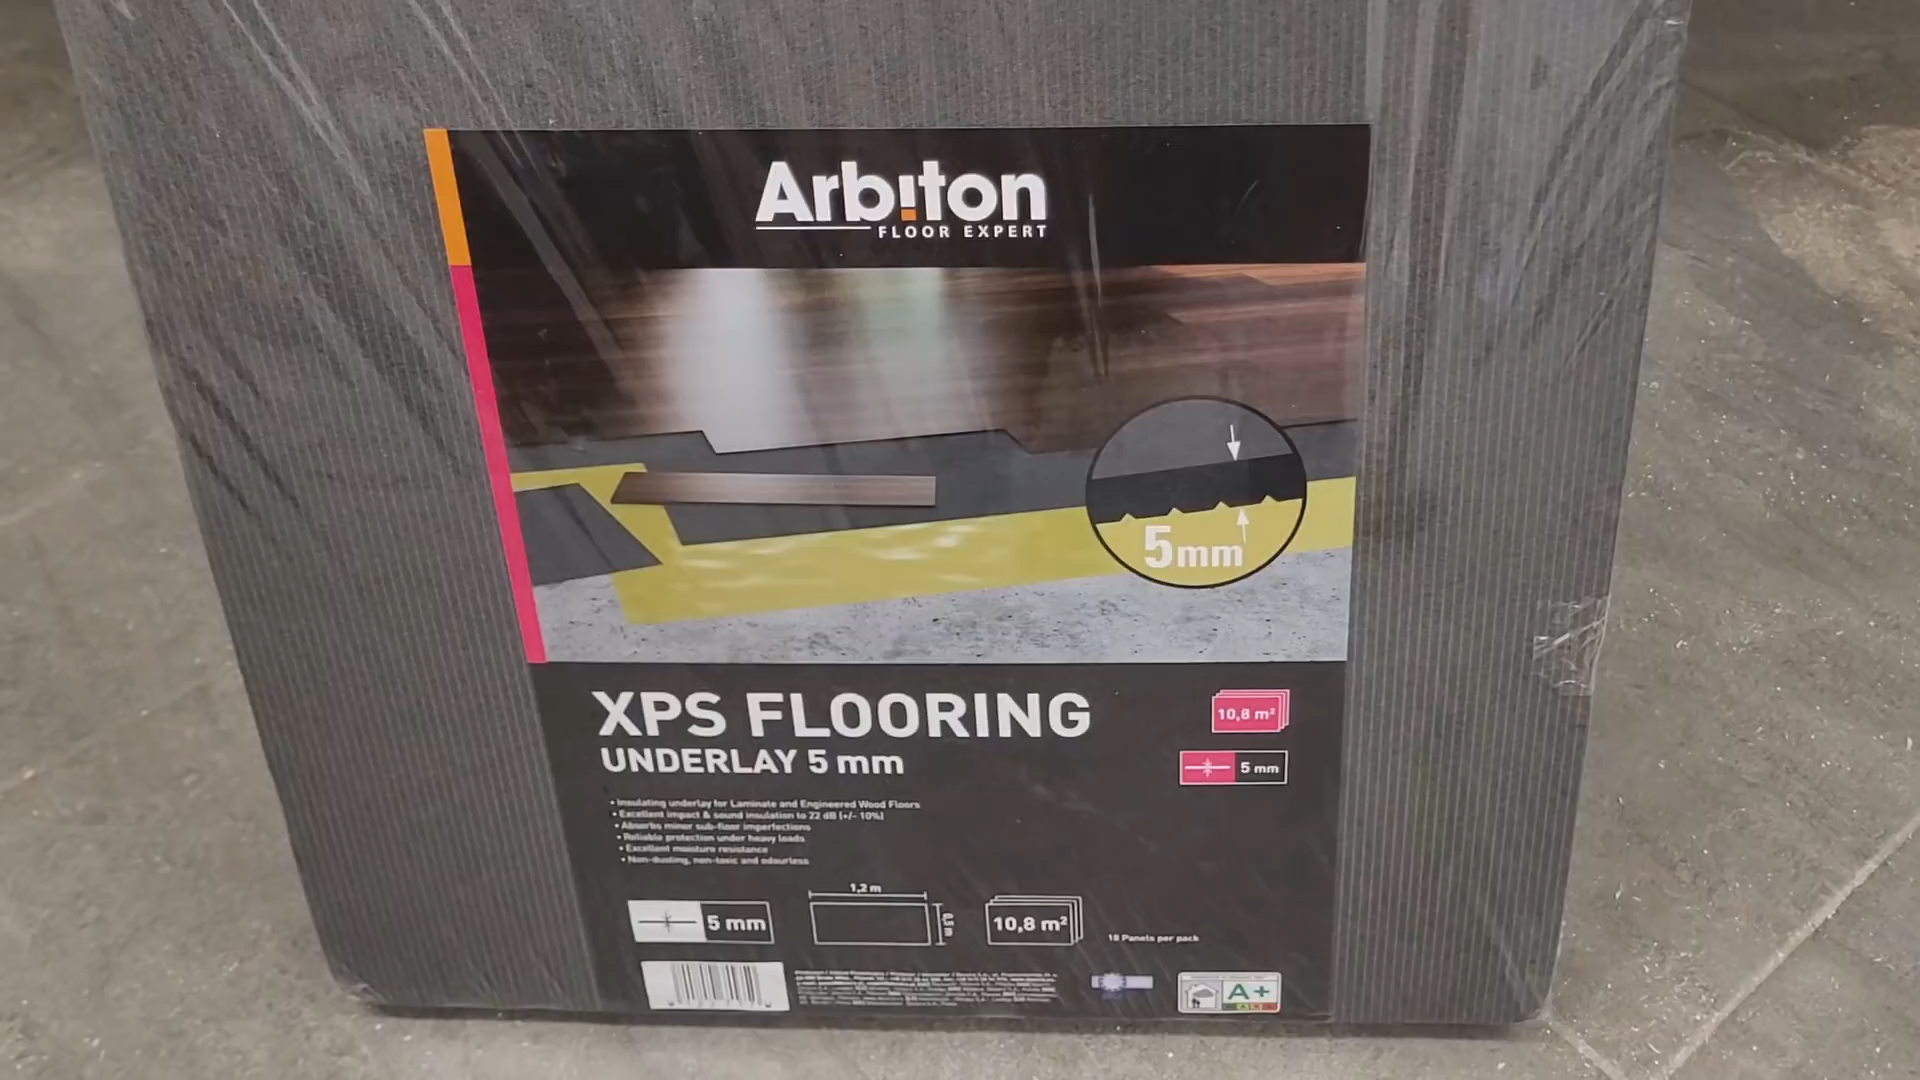 Arbiton
FLOOR EXPERT
5mm
XPS FLOORING
UNDERLAY 5 mm
10,8 m²
5 mm
• Insulating underlay for Laminate and Engineered Wood Floors
• Excellent impact & sound insulation to 22 dB (+/- 10%)
• Absorbs minor sub-floor imperfections
• Reliable protection under heavy loads
• Excellent moisture resistance
• Non-dusting, non-toxic and odourless
5 mm
1,2 m
10,8 m²
18 Panels per pack
A+